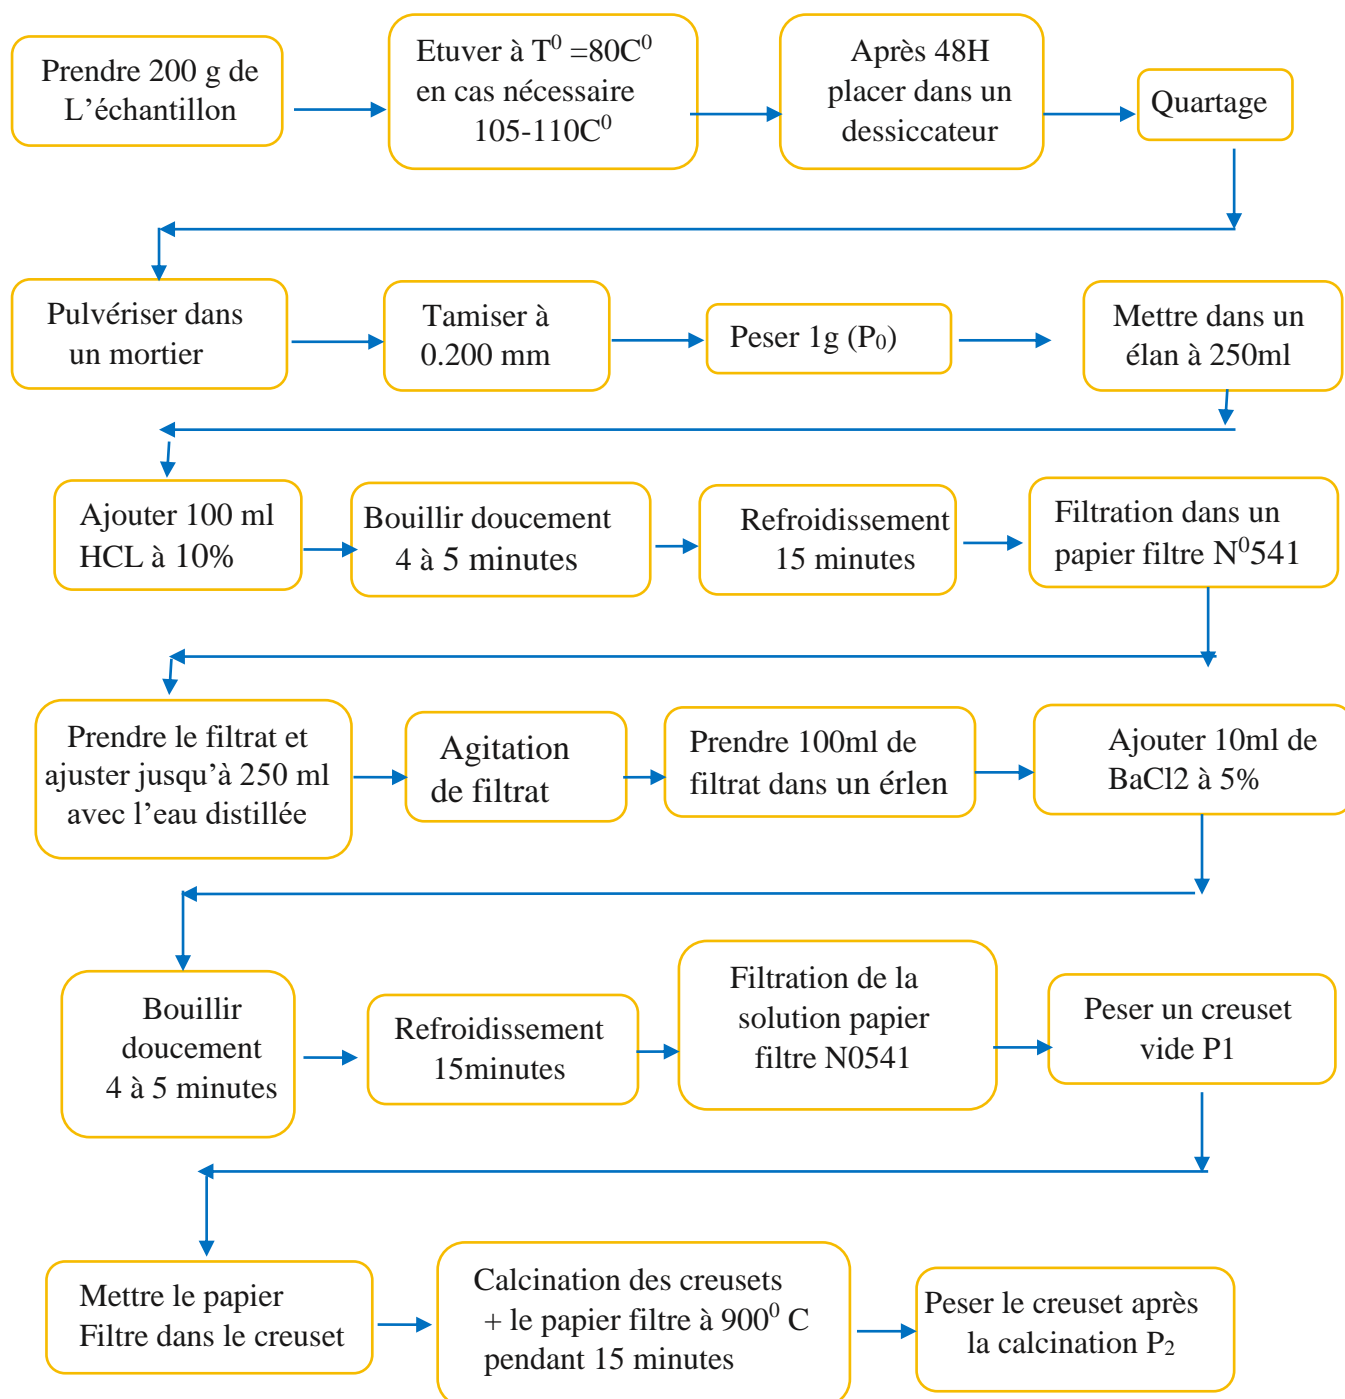 Prendre 200 g de
L’échantillon
Etuver à T⁰ =80C⁰
en cas nécessaire
105-110C⁰
Après 48H
placer dans un
dessiccateur
Quartage
Pulvériser dans
un mortier
Tamiser à
0.200 mm
Peser 1g (P₀)
Mettre dans un
élan à 250ml
Ajouter 100 ml
HCL à 10%
Bouillir doucement
4 à 5 minutes
Refroidissement
15 minutes
Filtration dans un
papier filtre N⁰541
Prendre le filtrat et
ajuster jusqu’à 250 ml
avec l’eau distillée
Agitation
de filtrat
Prendre 100ml de
filtrat dans un érlen
Ajouter 10ml de
BaCl2 à 5%
Bouillir
doucement
4 à 5 minutes
Refroidissement
15minutes
Filtration de la
solution papier
filtre N0541
Peser un creuset
vide P1
Mettre le papier
Filtre dans le creuset
Calcination des creusets
+ le papier filtre à 900⁰ C
pendant 15 minutes
Peser le creuset après
la calcination P₂